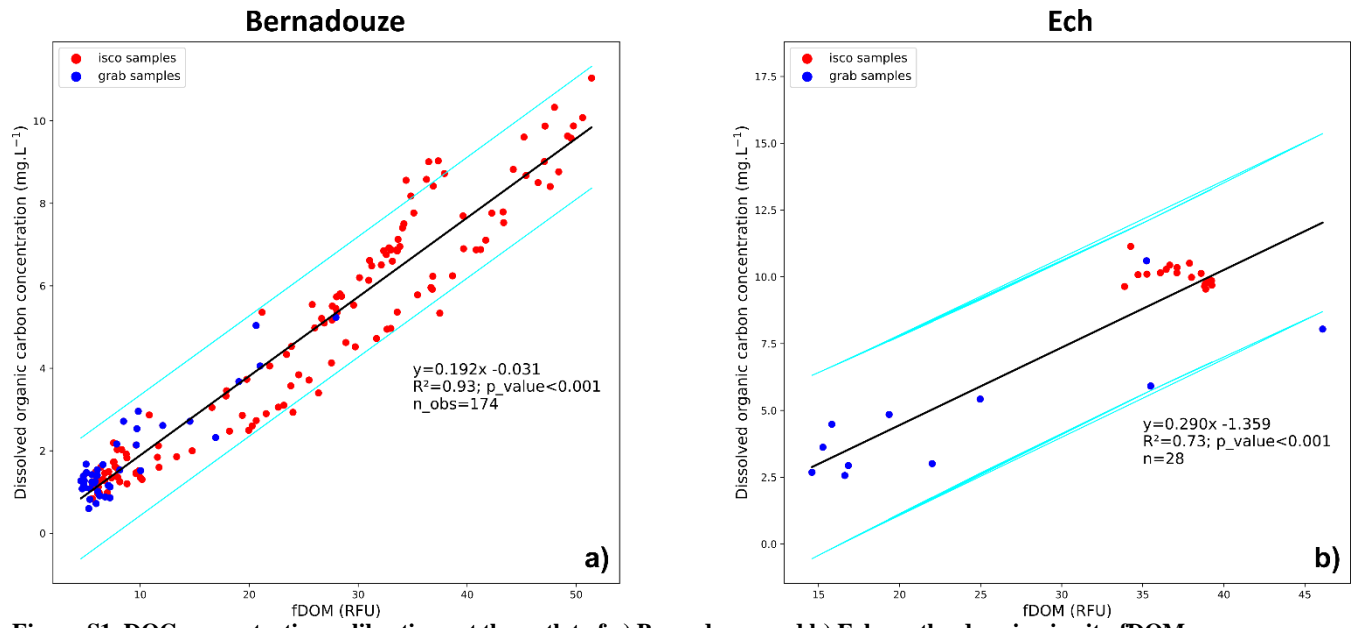 Bernadouze
isco samples
grab samples
Dissolved organic carbon concentration (mg.L⁻¹)
10
8
6
4
2
0
y=0.192x -0.031
R²=0.93; p_value<0.001
n_obs=174
a)
10
20
30
40
50
fDOM (RFU)
Ech
isco samples
grab samples
Dissolved organic carbon concentration (mg.L⁻¹)
17.5
15.0
12.5
10.0
7.5
5.0
2.5
0.0
y=0.290x -1.359
R²=0.73; p_value<0.001
n=28
b)
15
20
25
30
35
40
45
fDOM (RFU)